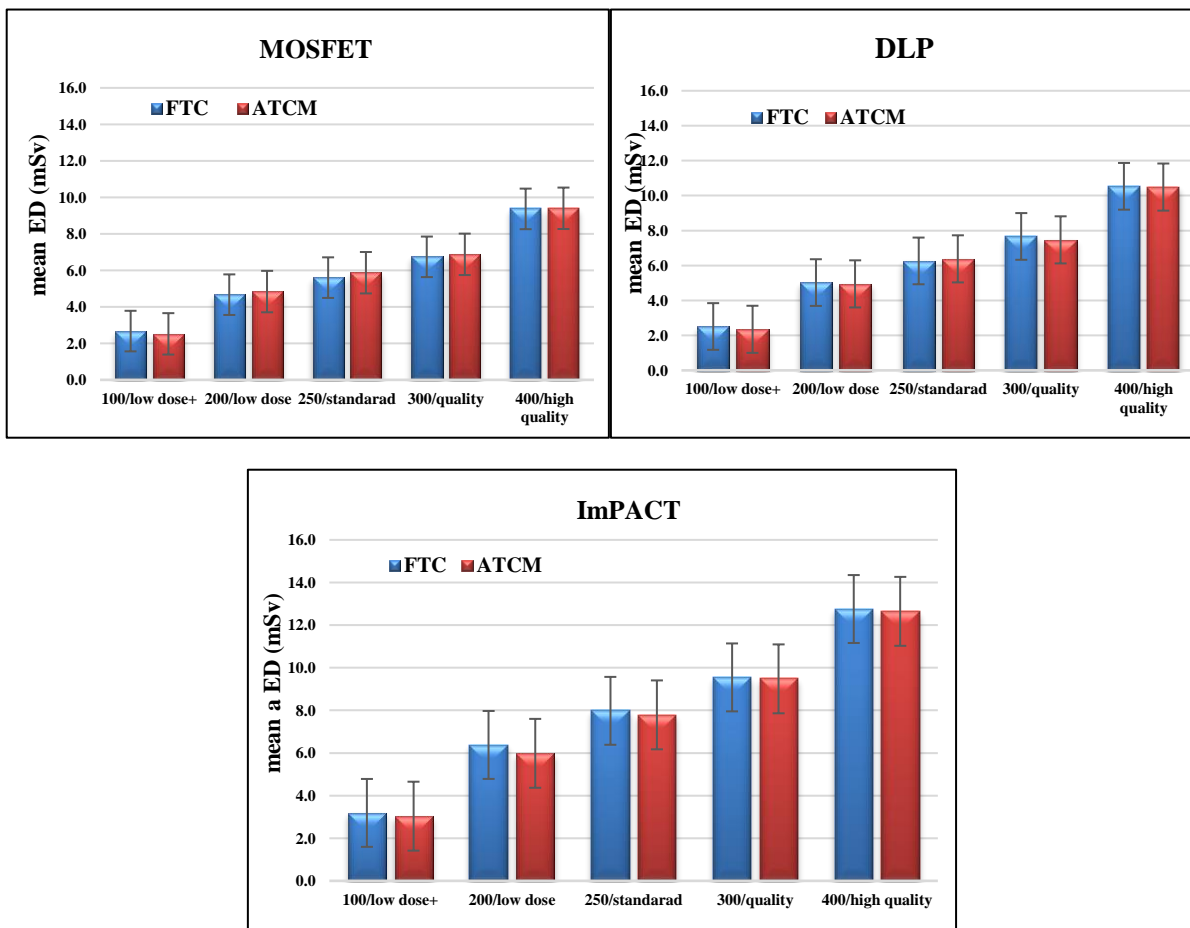 MOSFET
FTC ATCM
mean ED (mSv)
16.0
14.0
12.0
10.0
8.0
6.0
4.0
2.0
0.0
100/low dose+ 200/low dose 250/standarad 300/quality 400/high
quality
DLP
FTC ATCM
mean ED (mSv)
16.0
14.0
12.0
10.0
8.0
6.0
4.0
2.0
0.0
100/low dose+ 200/low dose 250/standarad 300/quality 400/high
quality
ImPACT
FTC ATCM
mean a ED (mSv)
16.0
14.0
12.0
10.0
8.0
6.0
4.0
2.0
0.0
100/low dose+ 200/low dose 250/standarad 300/quality 400/high quality